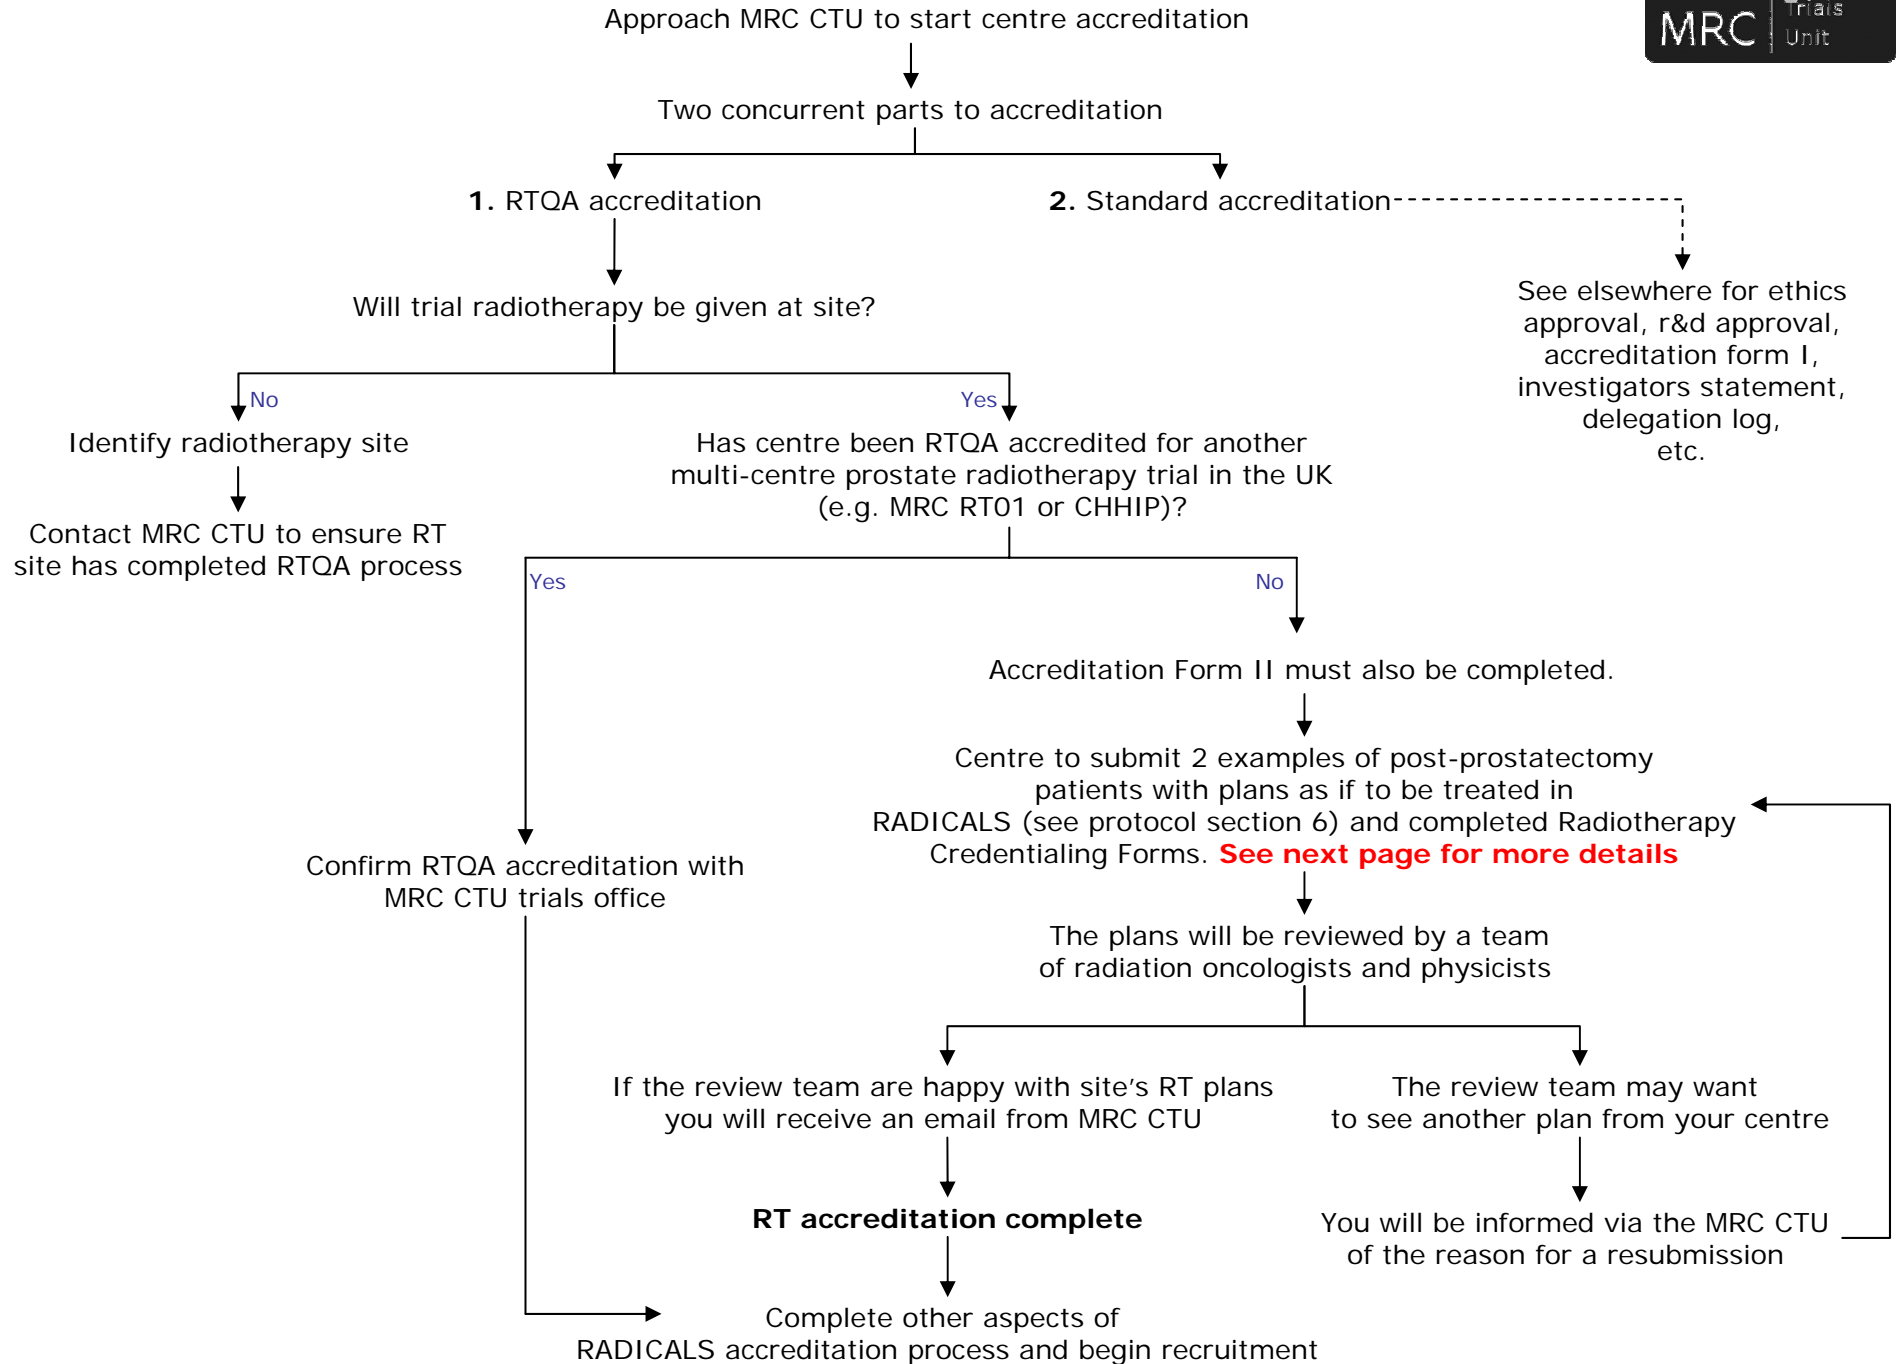 Approach MRC CTU to start centre accreditation
MRC
Trials
Unit
Two concurrent parts to accreditation
1. RTQA accreditation
2. Standard accreditation
Will trial radiotherapy be given at site?
See elsewhere for ethics
approval, r&d approval,
accreditation form I,
investigators statement,
delegation log,
etc.
No
Yes
Identify radiotherapy site
Has centre been RTQA accredited for another
multi-centre prostate radiotherapy trial in the UK
(e.g. MRC RT01 or CHHIP)?
Contact MRC CTU to ensure RT
site has completed RTQA process
Yes
No
Accreditation Form II must also be completed.
Centre to submit 2 examples of post-prostatectomy
patients with plans as if to be treated in
RADICALS (see protocol section 6) and completed Radiotherapy
Credentialing Forms. See next page for more details
Confirm RTQA accreditation with
MRC CTU trials office
The plans will be reviewed by a team
of radiation oncologists and physicists
If the review team are happy with site's RT plans
you will receive an email from MRC CTU
The review team may want
to see another plan from your centre
RT accreditation complete
You will be informed via the MRC CTU
of the reason for a resubmission
Complete other aspects of
RADICALS accreditation process and begin recruitment